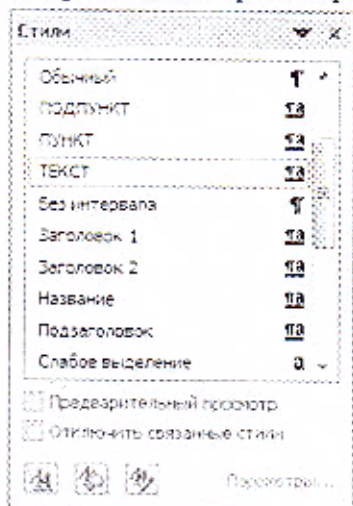 Стили
Обычный ¶
ПОДПУНКТ ¶a
ПУНКТ ¶a
ТЕКСТ ¶a
Без интервала ¶
Заголовок 1 ¶a
Заголовок 2 ¶a
Название ¶a
Подзаголовок ¶a
Слабое выделение a
Предварительный просмотр
Отключить связанные стили
Параметры...